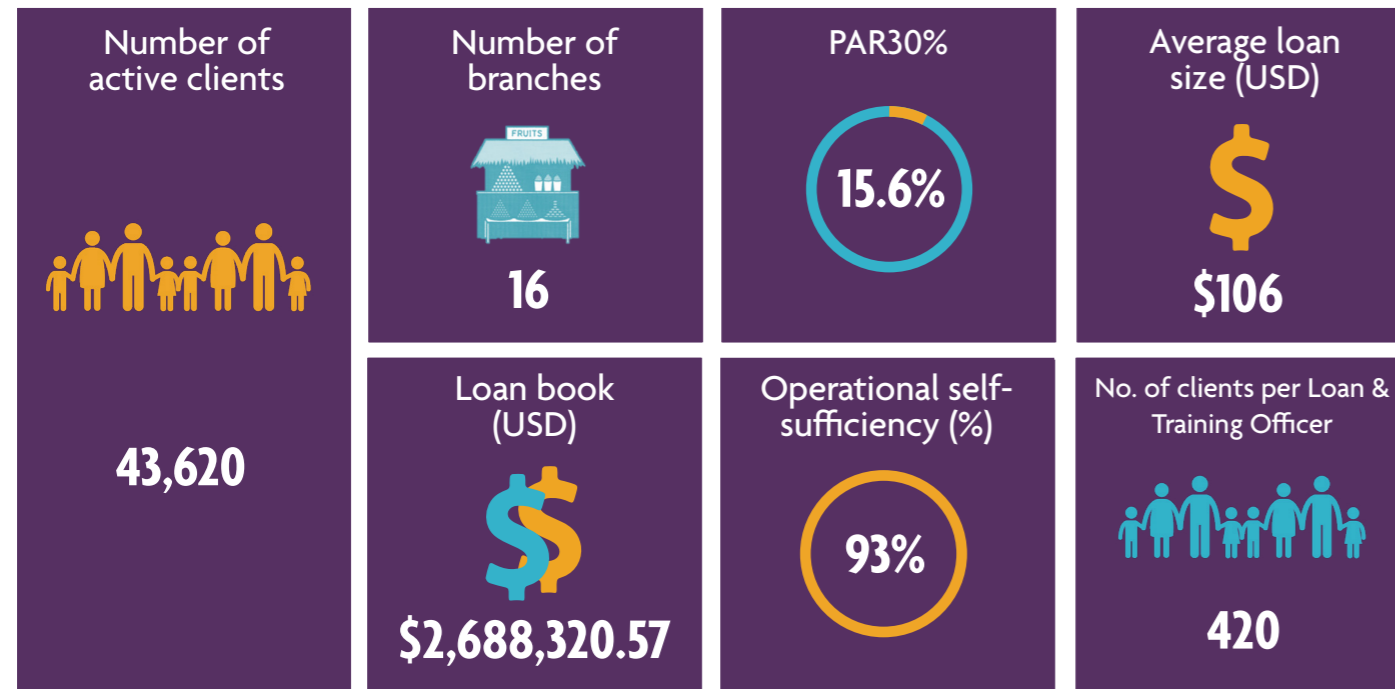 Number of
active clients
43,620
Number of
branches
FRUITS
16
PAR30%
15.6%
Average loan
size (USD)
$106
Loan book
(USD)
$2,688,320.57
Operational self-
sufficiency (%)
93%
No. of clients per Loan &
Training Officer
420